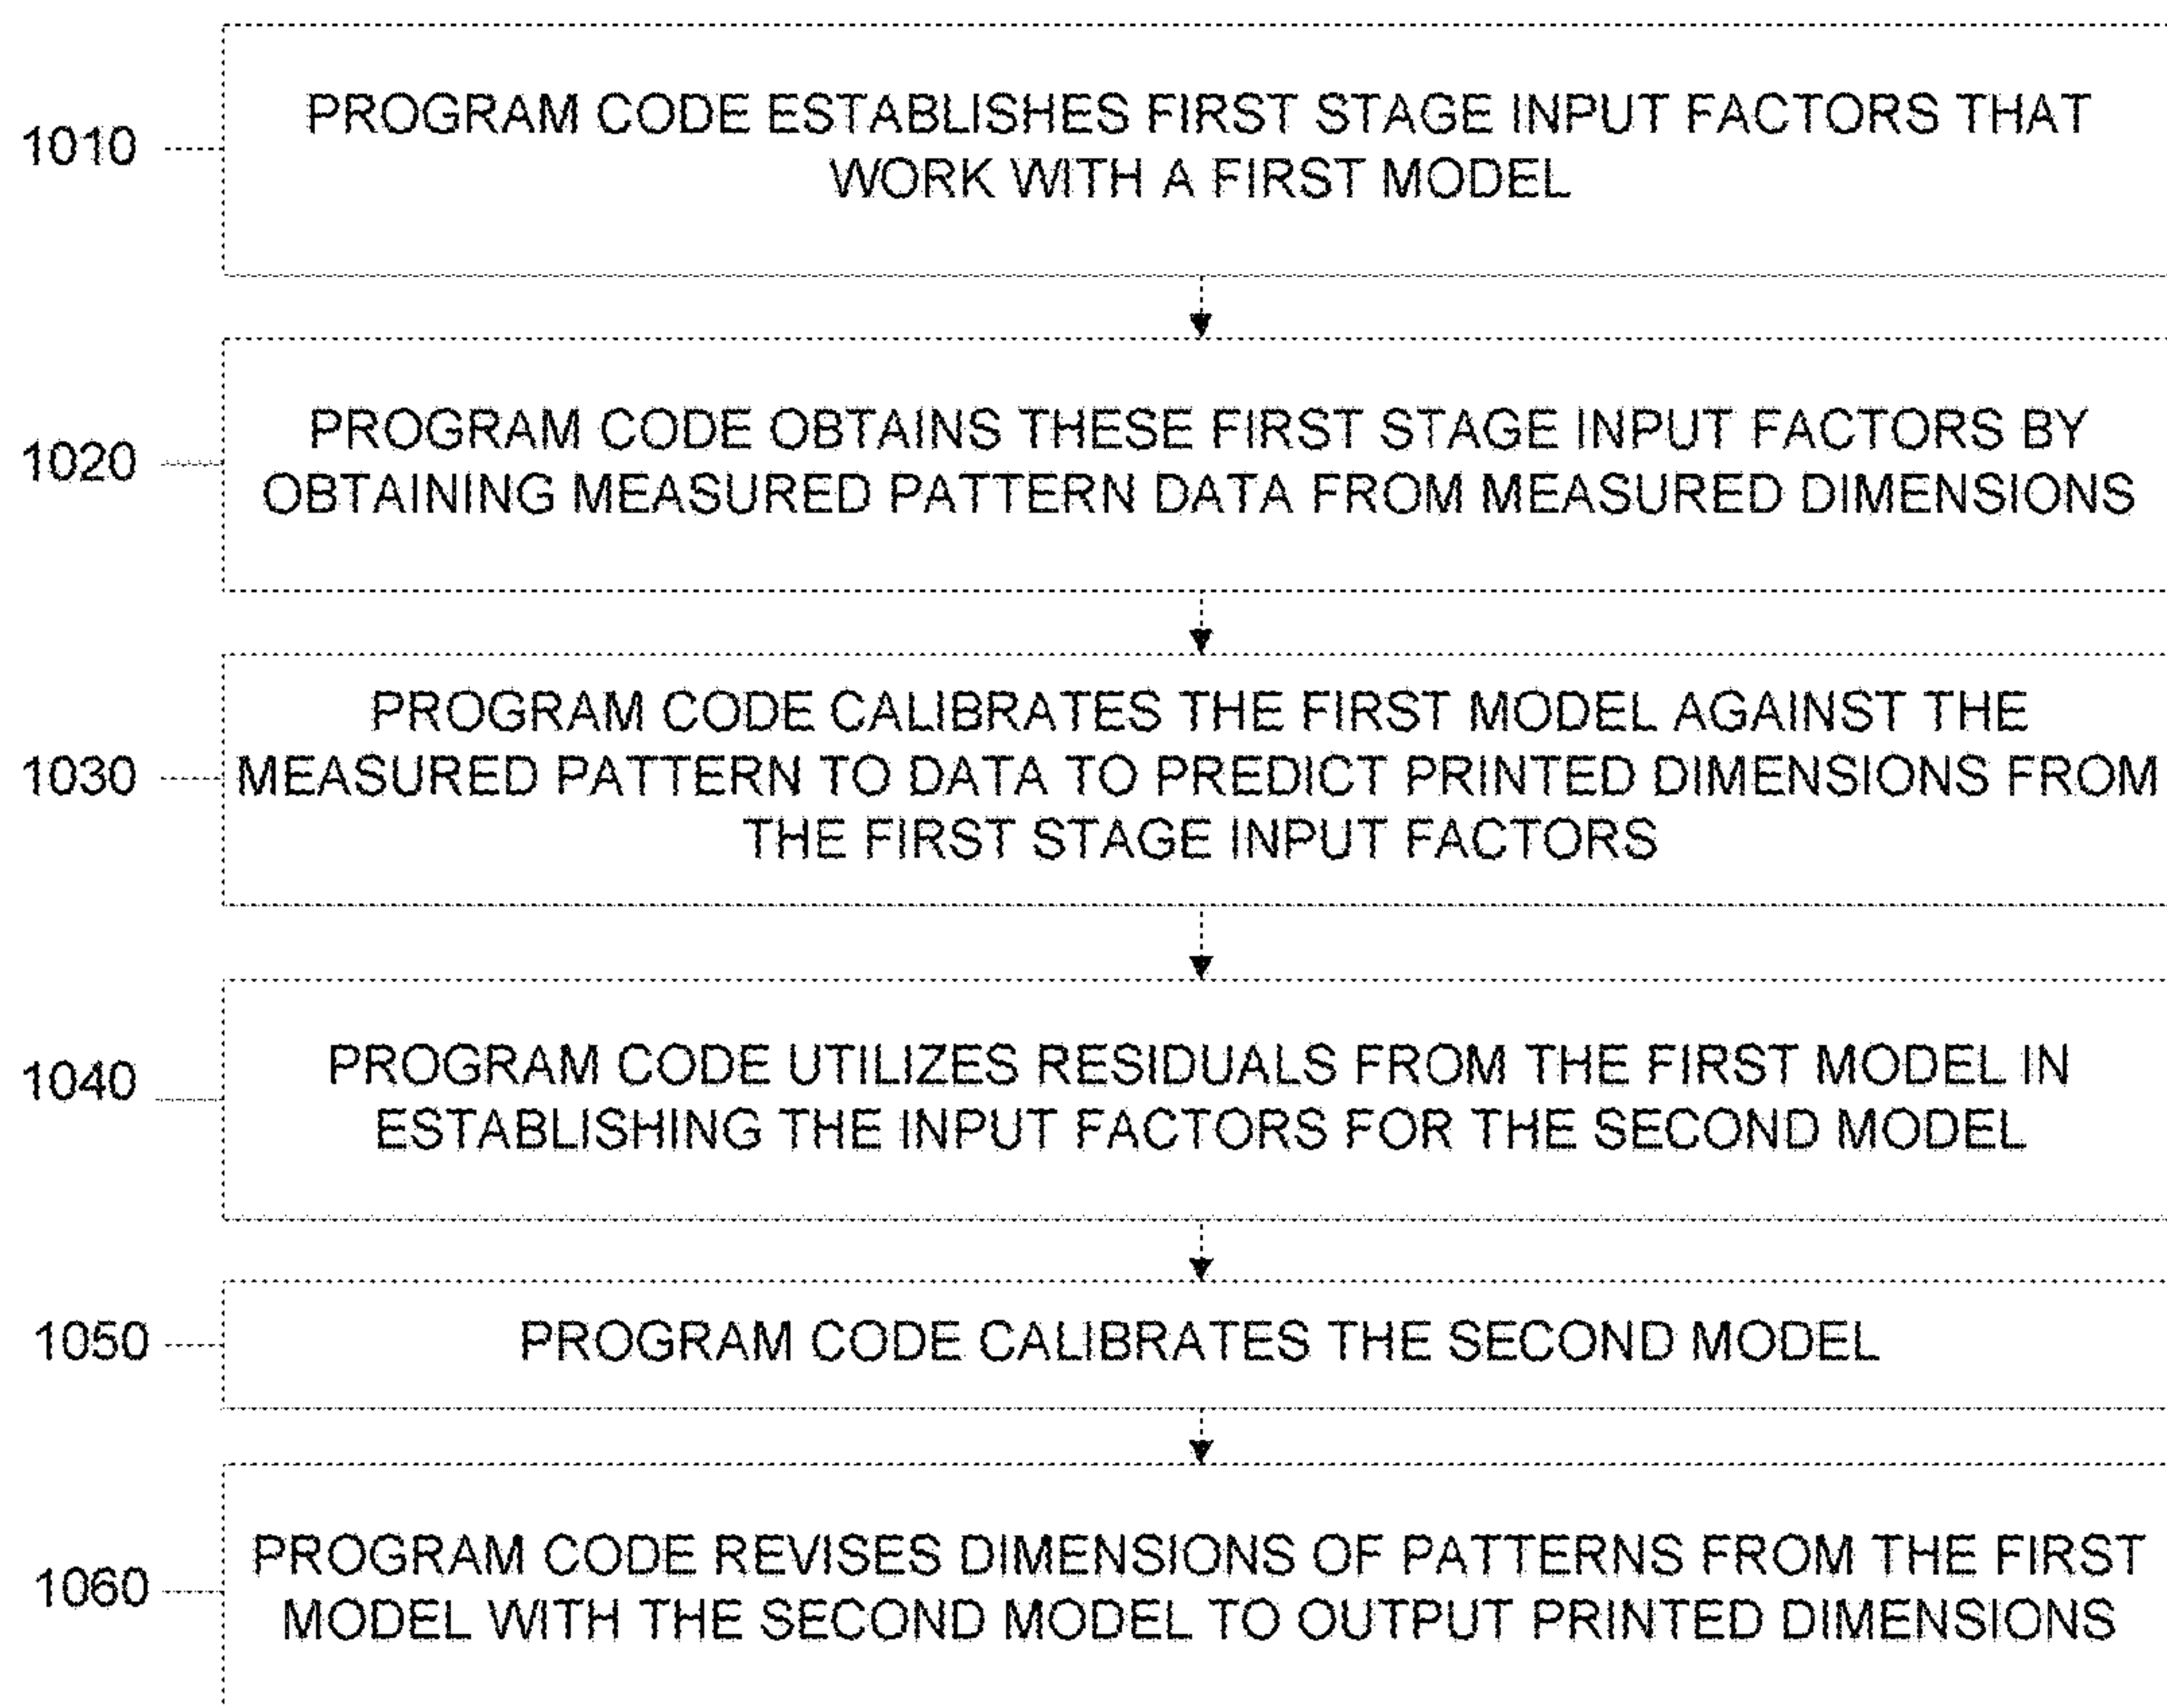 PROGRAM CODE ESTABLISHES FIRST STAGE INPUT FACTORS THAT
1010
WORK WITH A FIRST MODEL
PROGRAM CODE OBTAINS THESE FIRST STAGE INPUT FACTORS BY
1020
OBTAINING MEASURED PATTERN DATA FROM MEASURED DIMENSIONS
PROGRAM CODE CALIBRATES THE FIRST MODEL AGAINST THE
1030
MEASURED PATTERN TO DATA TO PREDICT PRINTED DIMENSIONS FROM
THE FIRST STAGE INPUT FACTORS
PROGRAM CODE UTILIZES RESIDUALS FROM THE FIRST MODEL IN
1040
ESTABLISHING THE INPUT FACTORS FOR THE SECOND MODEL
1050
PROGRAM CODE CALIBRATES THE SECOND MODEL
PROGRAM CODE REVISES DIMENSIONS OF PATTERNS FROM THE FIRST
1060
MODEL WITH THE SECOND MODEL TO OUTPUT PRINTED DIMENSIONS